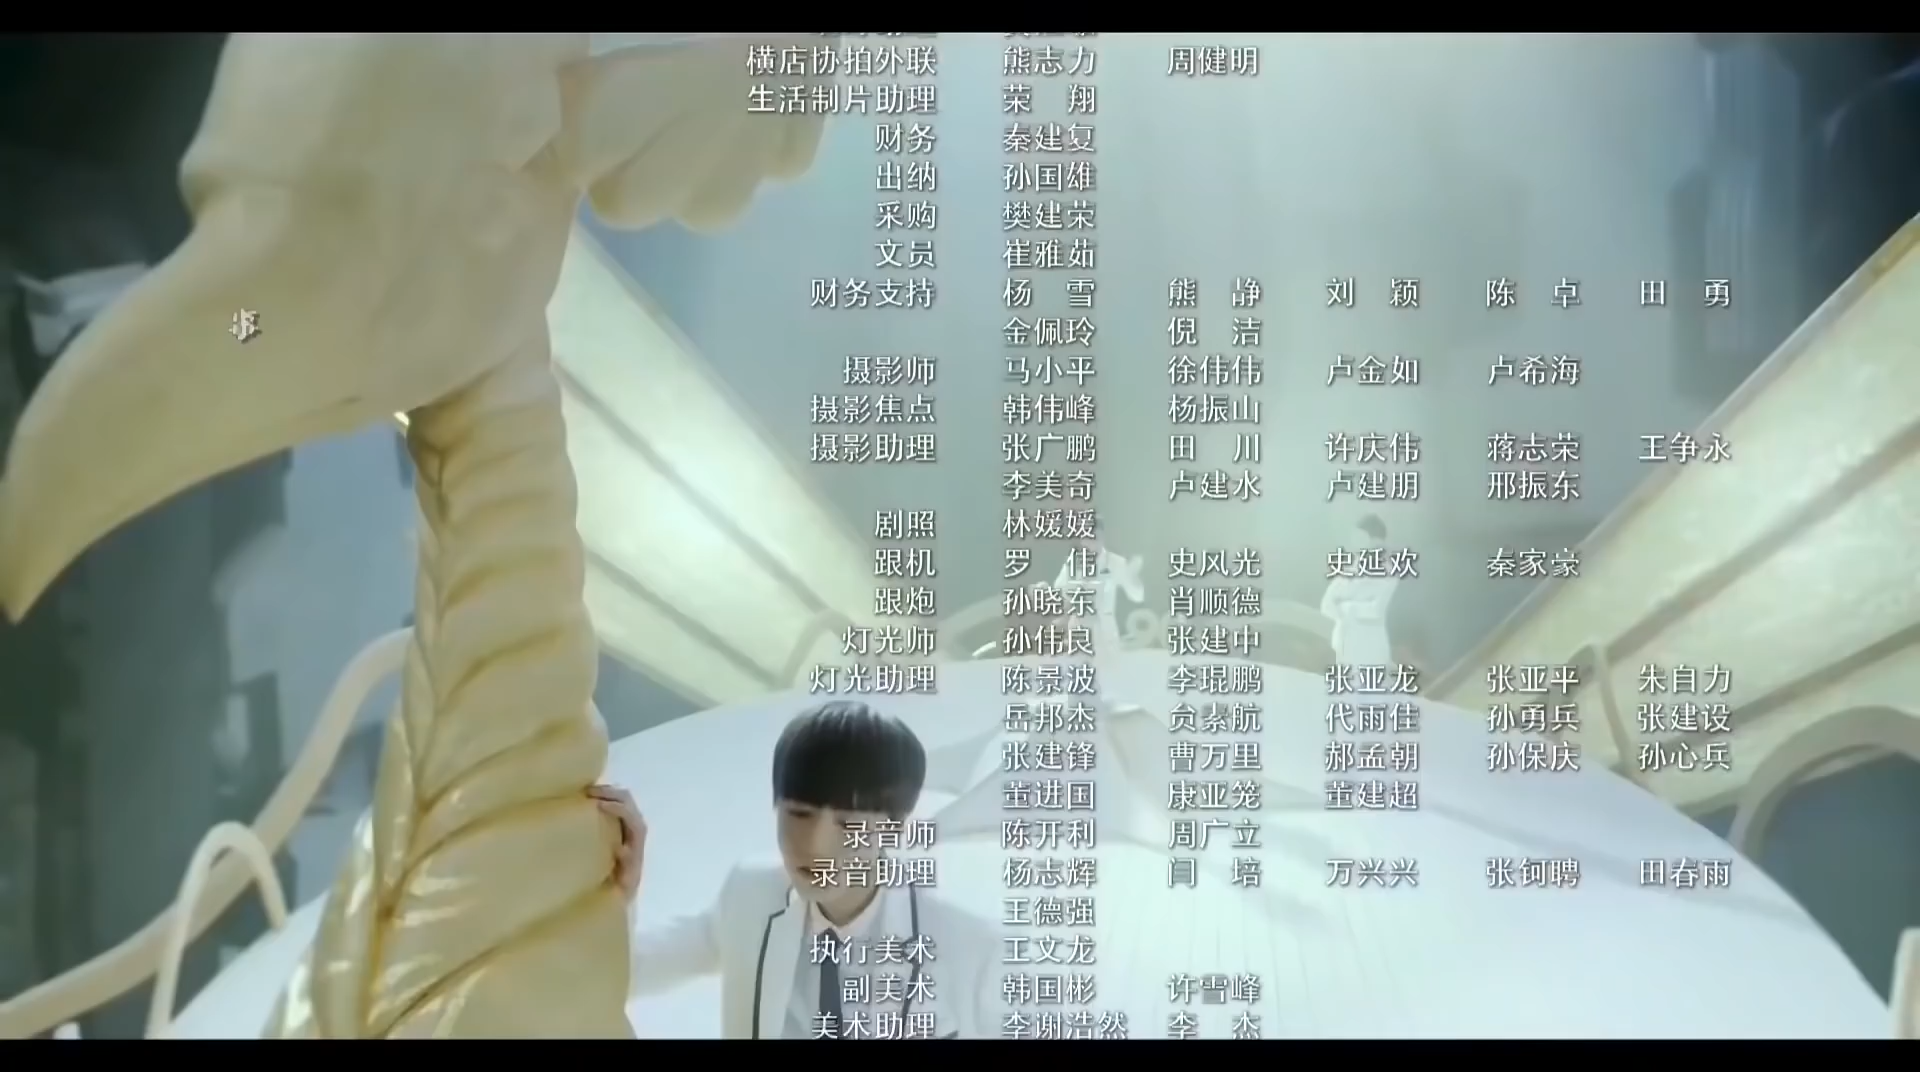 横店协拍外联 熊志力 周健明
生活制片助理 荣 翔
财务 秦建复
出纳 孙国雄
采购 樊建荣
文员 崔雅茹
财务支持 杨 雪 熊 静 刘 颖 陈 卓 田 勇
金佩玲 倪 洁
摄影师 马小平 徐伟伟 卢金如 卢希海
摄影焦点 韩伟峰 杨振山
摄影助理 张广鹏 田 川 许庆伟 蒋志荣 王争永
李美奇 卢建水 卢建朋 邢振东
剧照 林媛媛
跟机 罗 伟 史风光 史延欢 秦家豪
跟炮 孙晓东 肖顺德
灯光师 孙伟良 张建中
灯光助理 陈景波 李琨鹏 张亚龙 张亚平 朱自力
岳邦杰 贠素航 代雨佳 孙勇兵 张建设
张建锋 曹万里 郝孟朝 孙保庆 孙心兵
董进国 康亚笼 董建超
录音师 陈开利 周广立
录音助理 杨志辉 闫 培 万兴兴 张钶聘 田春雨
王德强
执行美术 王文龙
副美术 韩国彬 许雪峰
美术助理 李谢浩然 李 杰